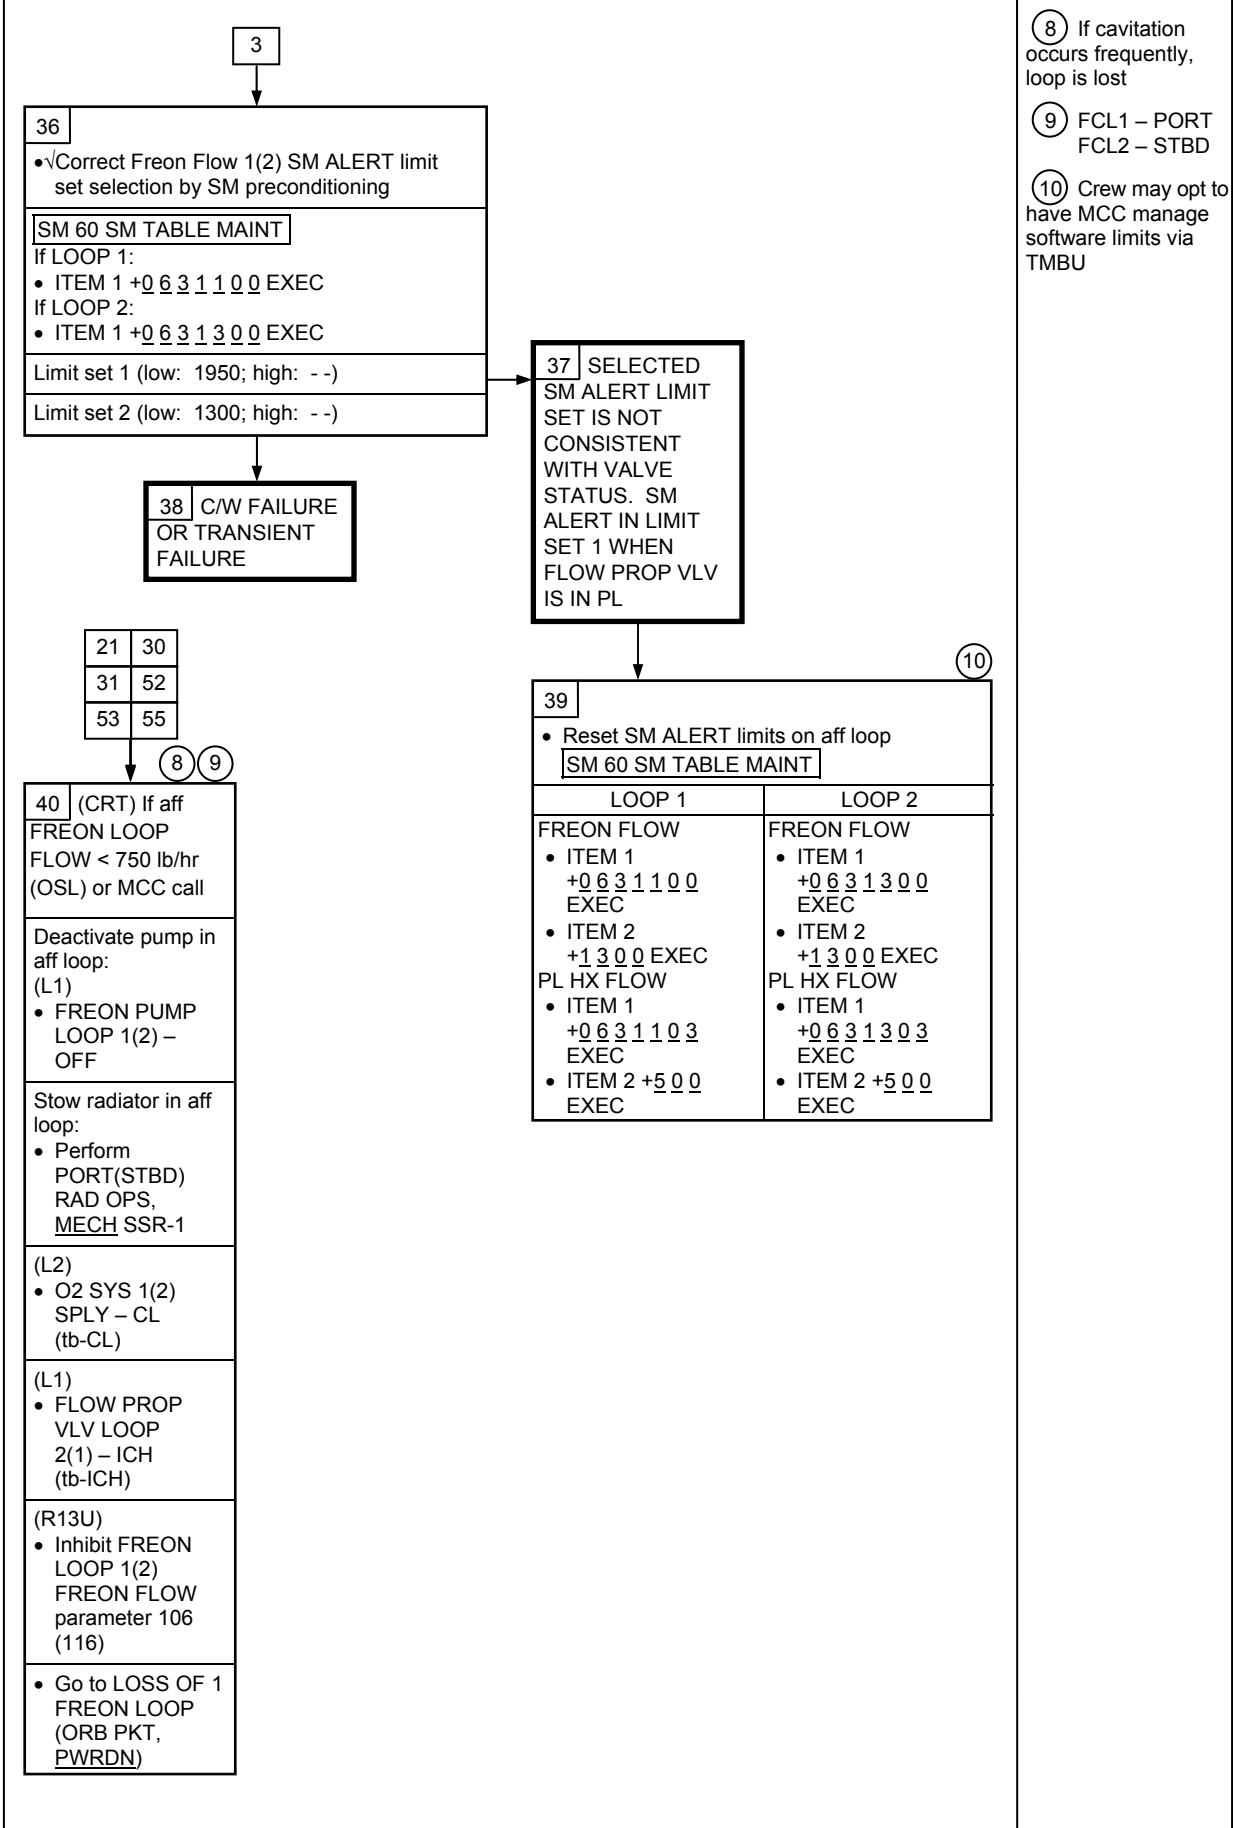 3
36
•√Correct Freon Flow 1(2) SM ALERT limit
set selection by SM preconditioning
SM 60 SM TABLE MAINT
If LOOP 1:
• ITEM 1 +0 6 3 1 1 0 0 EXEC
If LOOP 2:
• ITEM 1 +0 6 3 1 3 0 0 EXEC
Limit set 1 (low: 1950; high: - -)
Limit set 2 (low: 1300; high: - -)
37 SELECTED
SM ALERT LIMIT
SET IS NOT
CONSISTENT
WITH VALVE
STATUS. SM
ALERT IN LIMIT
SET 1 WHEN
FLOW PROP VLV
IS IN PL
38 C/W FAILURE
OR TRANSIENT
FAILURE
10
39
• Reset SM ALERT limits on aff loop
SM 60 SM TABLE MAINT
LOOP 1
FREON FLOW
• ITEM 1
+0 6 3 1 1 0 0
EXEC
• ITEM 2
+1 3 0 0 EXEC
PL HX FLOW
• ITEM 1
+0 6 3 1 1 0 3
EXEC
• ITEM 2 +5 0 0
EXEC
LOOP 2
FREON FLOW
• ITEM 1
+0 6 3 1 3 0 0
EXEC
• ITEM 2
+1 3 0 0 EXEC
PL HX FLOW
• ITEM 1
+0 6 3 1 3 0 3
EXEC
• ITEM 2 +5 0 0
EXEC
21 30
31 52
53 55
8 9
40 (CRT) If aff
FREON LOOP
FLOW < 750 lb/hr
(OSL) or MCC call
Deactivate pump in
aff loop:
(L1)
• FREON PUMP
LOOP 1(2) –
OFF
Stow radiator in aff
loop:
• Perform
PORT(STBD)
RAD OPS,
MECH SSR-1
(L2)
• O2 SYS 1(2)
SPLY – CL
(tb-CL)
(L1)
• FLOW PROP
VLV LOOP
2(1) – ICH
(tb-ICH)
(R13U)
• Inhibit FREON
LOOP 1(2)
FREON FLOW
parameter 106
(116)
• Go to LOSS OF 1
FREON LOOP
(ORB PKT,
PWRDN)
8 If cavitation
occurs frequently,
loop is lost
9 FCL1 – PORT
FCL2 – STBD
10 Crew may opt to
have MCC manage
software limits via
TMBU